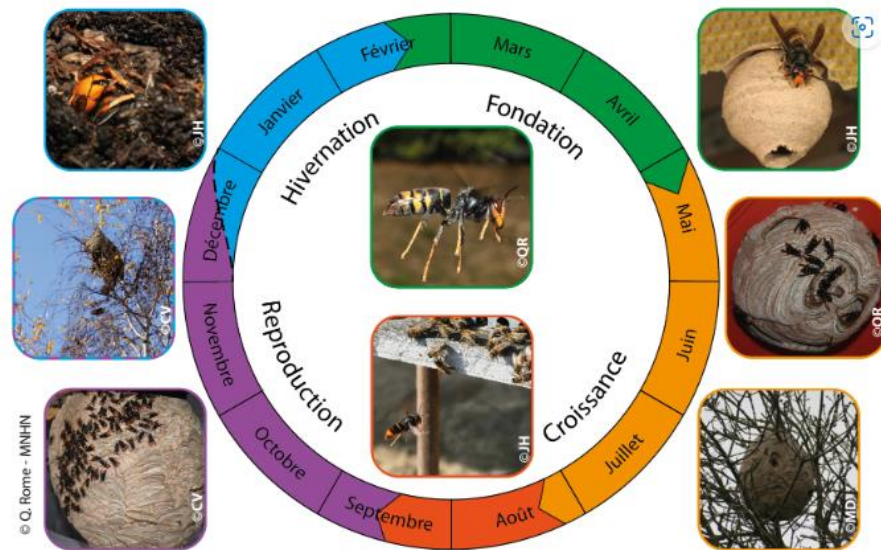 Janvier
Février
Mars
Avril
Mai
Juin
Juillet
Août
Septembre
Octobre
Novembre
Décembre
Hivernation
Fondation
Croissance
Reproduction
©JH
©CV
©CV
©QR
©JH
©JH
©QR
©MDI
© Q. Rome - MNHN